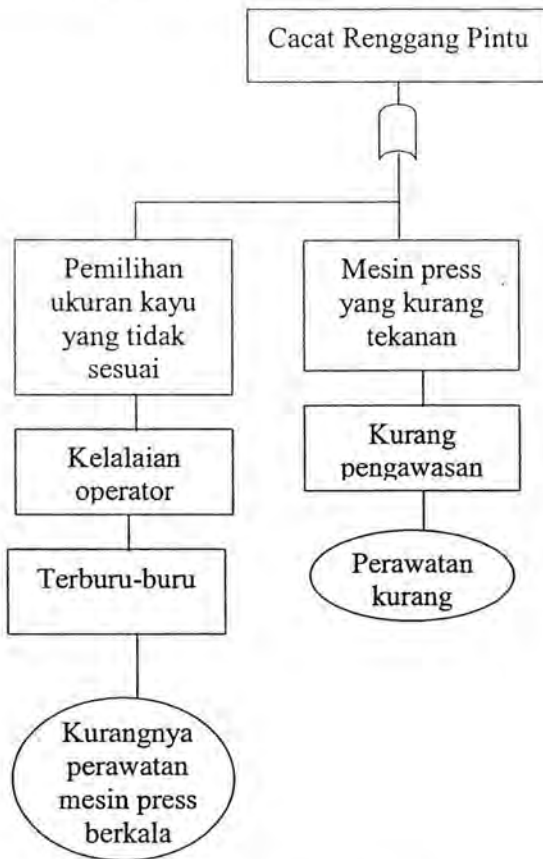 Cacat Renggang Pintu
Pemilihan
ukuran kayu
yang tidak
sesuai
Mesin press
yang kurang
tekanan
Kelalaian
operator
Kurang
pengawasan
Terburu-buru
Perawatan
kurang
Kurangnya
perawatan
mesin press
berkala